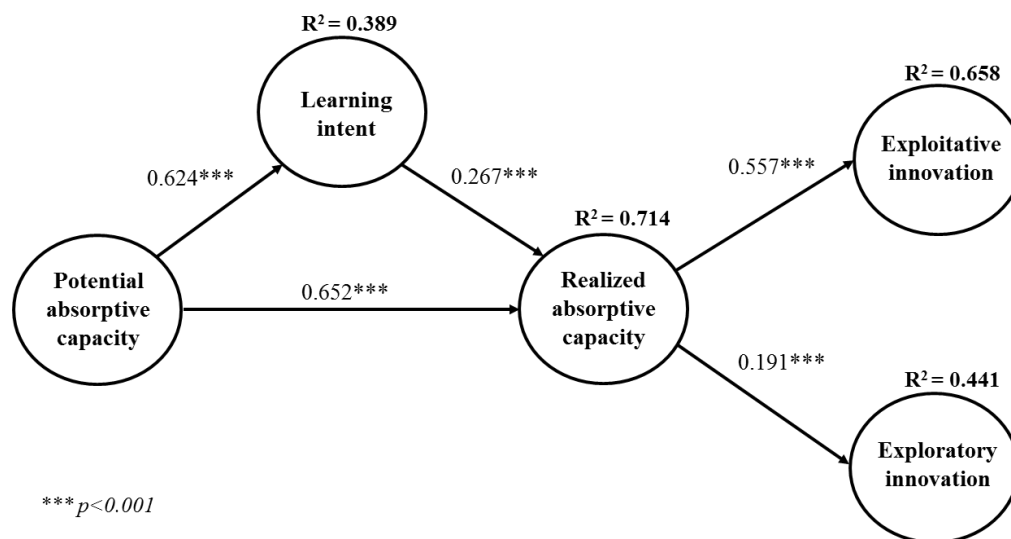 R² = 0.389
Learning
intent
R² = 0.658
Exploitative
innovation
0.624***
0.267***
0.557***
R² = 0.714
Potential
absorptive
capacity
0.652***
Realized
absorptive
capacity
0.191***
R² = 0.441
Exploratory
innovation
*** p<0.001